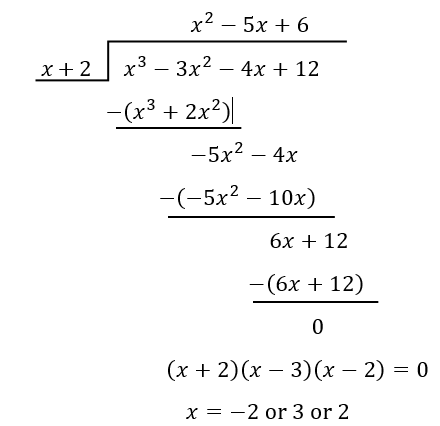 x² − 5x + 6
x + 2 x³ − 3x² − 4x + 12
−(x³ + 2x²)|
−5x² − 4x
−(−5x² − 10x)
6x + 12
−(6x + 12)
0
(x + 2)(x − 3)(x − 2) = 0
x = −2 or 3 or 2